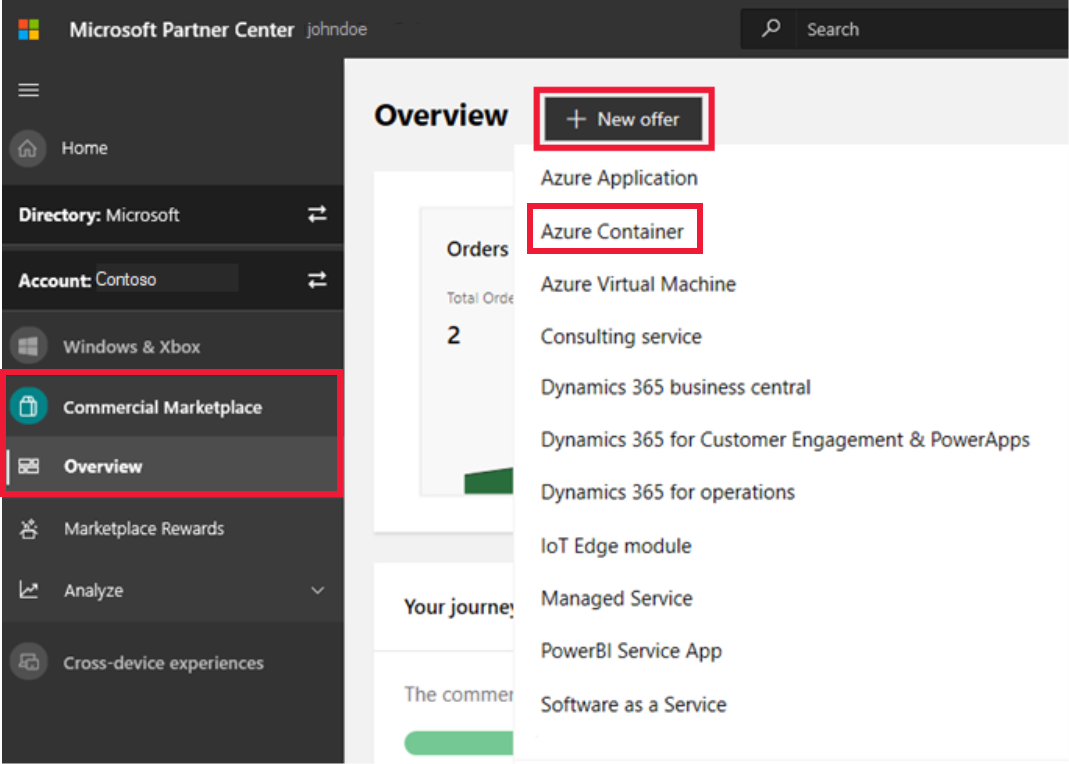 Microsoft Partner Center johndoe
Search
Home
Directory: Microsoft
Account: Contoso
Windows & Xbox
Commercial Marketplace
Overview
Marketplace Rewards
Analyze
Cross-device experiences
Overview
New offer
Orders
Total
2
Your
The
Azure Application
Azure Container
Azure Virtual Machine
Consulting service
Dynamics 365 business central
Dynamics 365 for Customer Engagement & PowerApps
Dynamics 365 for operations
IoT Edge module
Managed Service
PowerBI Service App
Software as a Service